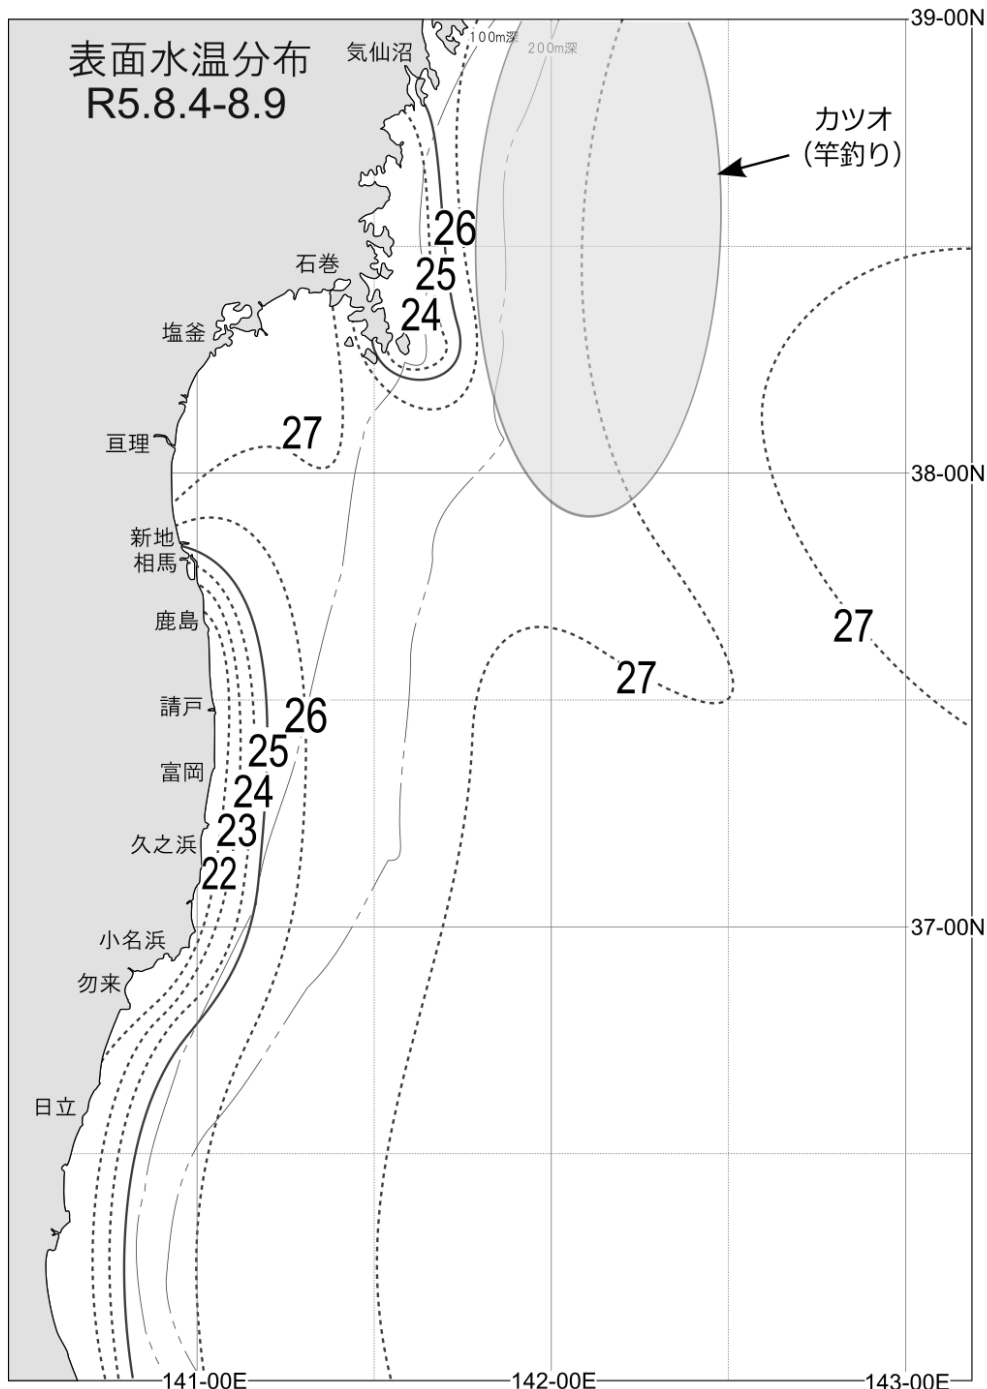 39-00N
表面水温分布
R5.8.4-8.9
気仙沼
100m深
200m深
カツオ
(竿釣り)
26
石巻
25
24
塩釜
27
亘理
38-00N
新地
相馬
鹿島
27
27
請戸
26
25
富岡
24
23
久之浜
22
小名浜
37-00N
勿来
日立
141-00E
142-00E
143-00E